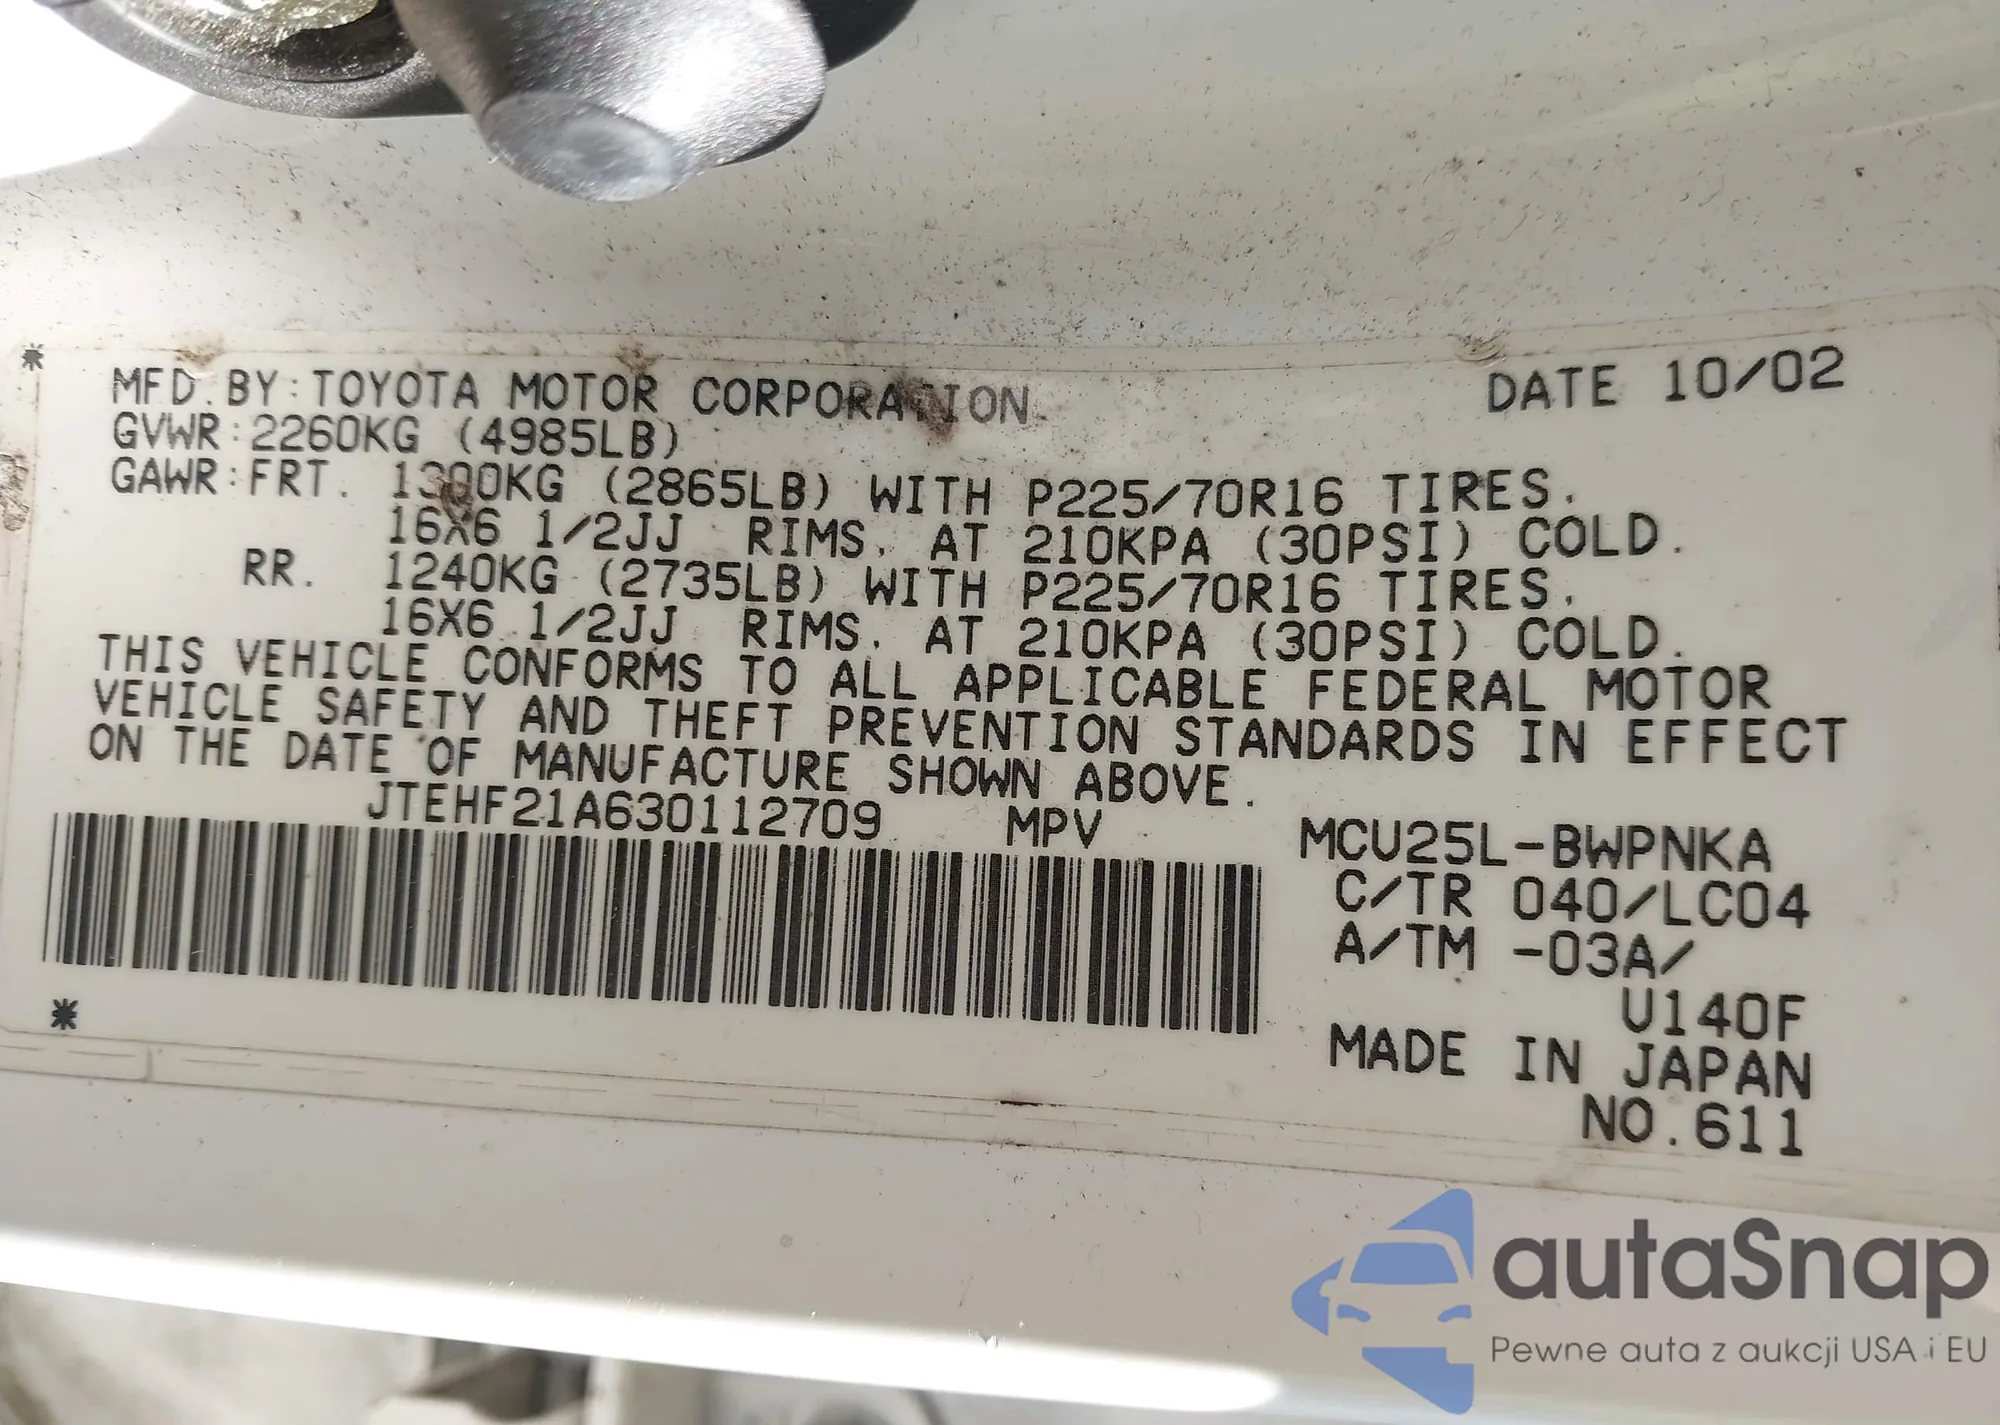 MFD. BY: TOYOTA MOTOR CORPORATION DATE 10/02
GVWR: 2260KG (4985LB)
GAWR: FRT. 1300KG (2865LB) WITH P225/70R16 TIRES.
16X6 1/2JJ RIMS. AT 210KPA (30PSI) COLD.
RR. 1240KG (2735LB) WITH P225/70R16 TIRES.
16X6 1/2JJ RIMS. AT 210KPA (30PSI) COLD.
THIS VEHICLE CONFORMS TO ALL APPLICABLE FEDERAL MOTOR
VEHICLE SAFETY AND THEFT PREVENTION STANDARDS IN EFFECT
ON THE DATE OF MANUFACTURE SHOWN ABOVE.
JTEHF21A630112709 MPV MCU25L-BWPNKA
C/TR 040/LC04
A/TM -03A/
U140F
MADE IN JAPAN
NO.611
autaSnap
Pewne auta z aukcji USA i EU